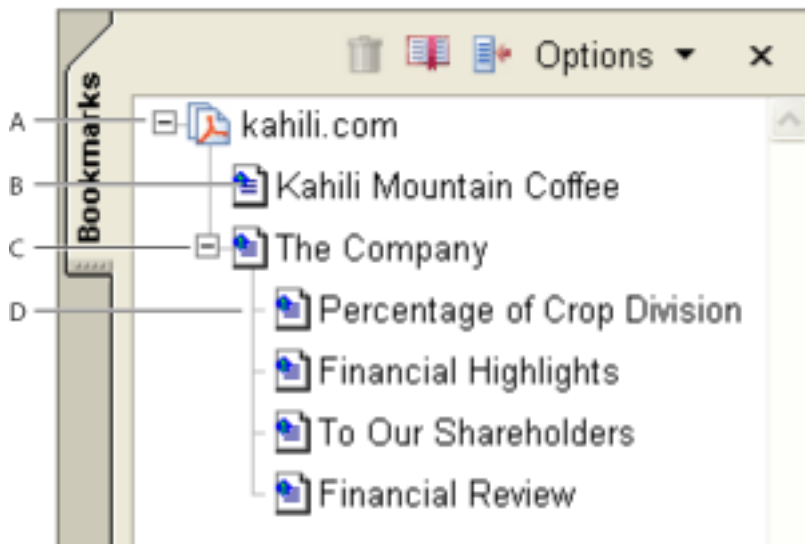 Options
Bookmarks
A
kahili.com
B
Kahili Mountain Coffee
C
The Company
D
Percentage of Crop Division
Financial Highlights
To Our Shareholders
Financial Review